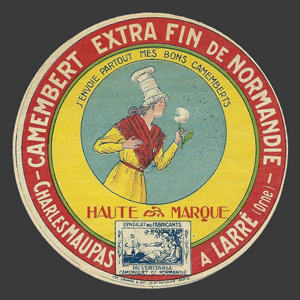 CAMEMBERT EXTRA FIN DE NORMANDIE
J'ENVOIE PARTOUT MES BONS CAMEMBERTS
HAUTE MARQUE
SYNDICAT DES FABRICANTS
DU VÉRITABLE
CAMEMBERT DE NORMANDIE
CHARLES MAUPAS A LARRÉ (Orne)